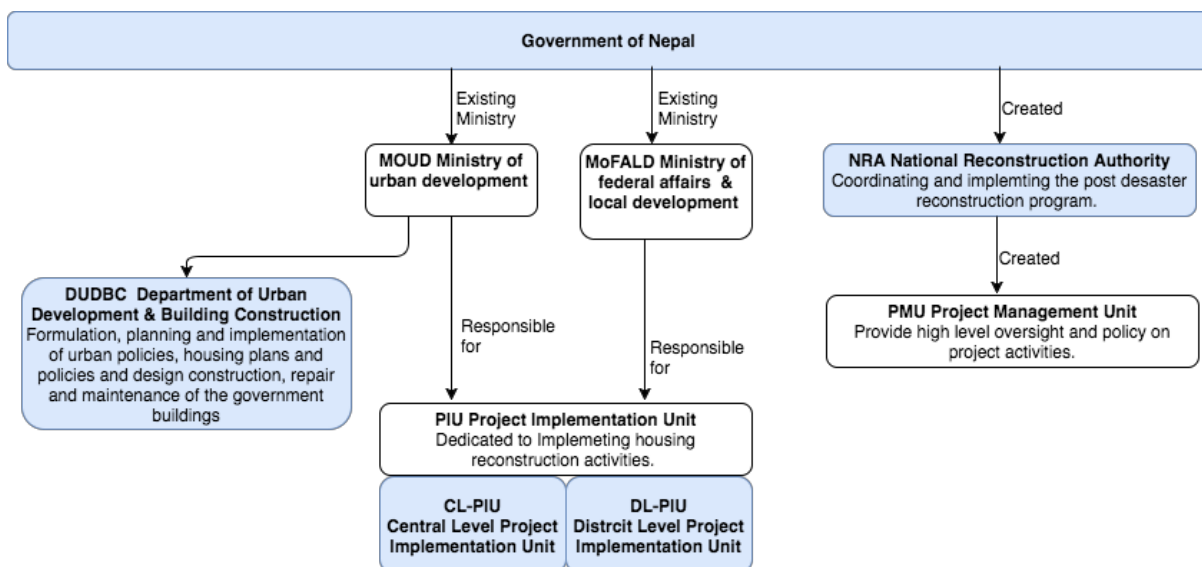 Government of Nepal
Existing
Ministry
Existing
Ministry
Created
MOUD Ministry of
urban development
MoFALD Ministry of
federal affairs &
local development
NRA National Reconstruction Authority
Coordinating and implemting the post desaster
reconstruction program.
Created
DUDBC Department of Urban
Development & Building Construction
Formulation, planning and implementation
of urban policies, housing plans and
policies and design construction, repair
and maintenance of the government
buildings
Responsible
for
Responsible
for
PMU Project Management Unit
Provide high level oversight and policy on
project activities.
PIU Project Implementation Unit
Dedicated to Implemeting housing
reconstruction activities.
CL-PIU
Central Level Project
Implementation Unit
DL-PIU
Distrcit Level Project
Implementation Unit